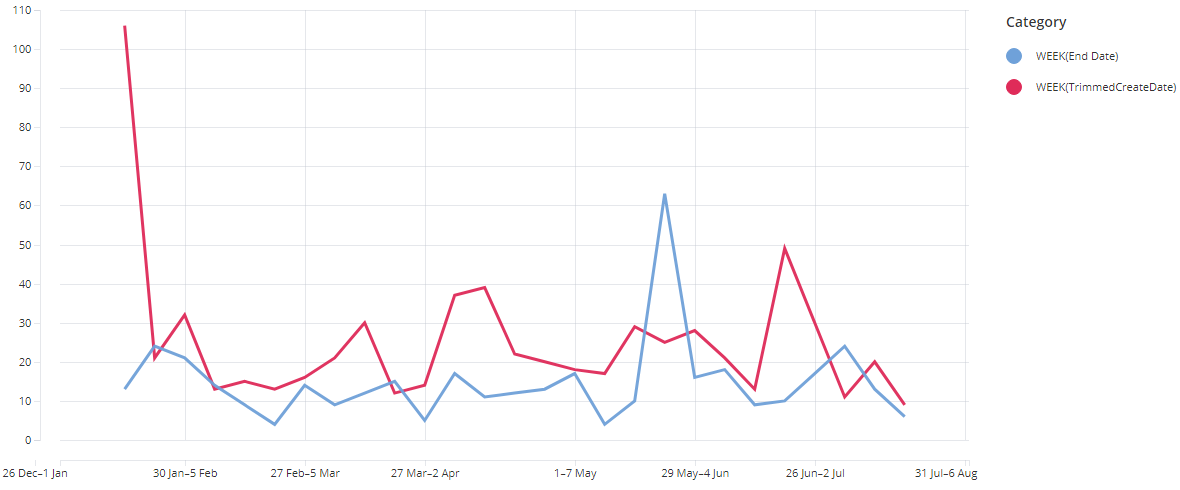 110
100
90
80
70
60
50
40
30
20
10
0
26 Dec–1 Jan
30 Jan–5 Feb
27 Feb–5 Mar
27 Mar–2 Apr
1–7 May
29 May–4 Jun
26 Jun–2 Jul
31 Jul–6 Aug
Category
WEEK(End Date)
WEEK(TrimmedCreateDate)